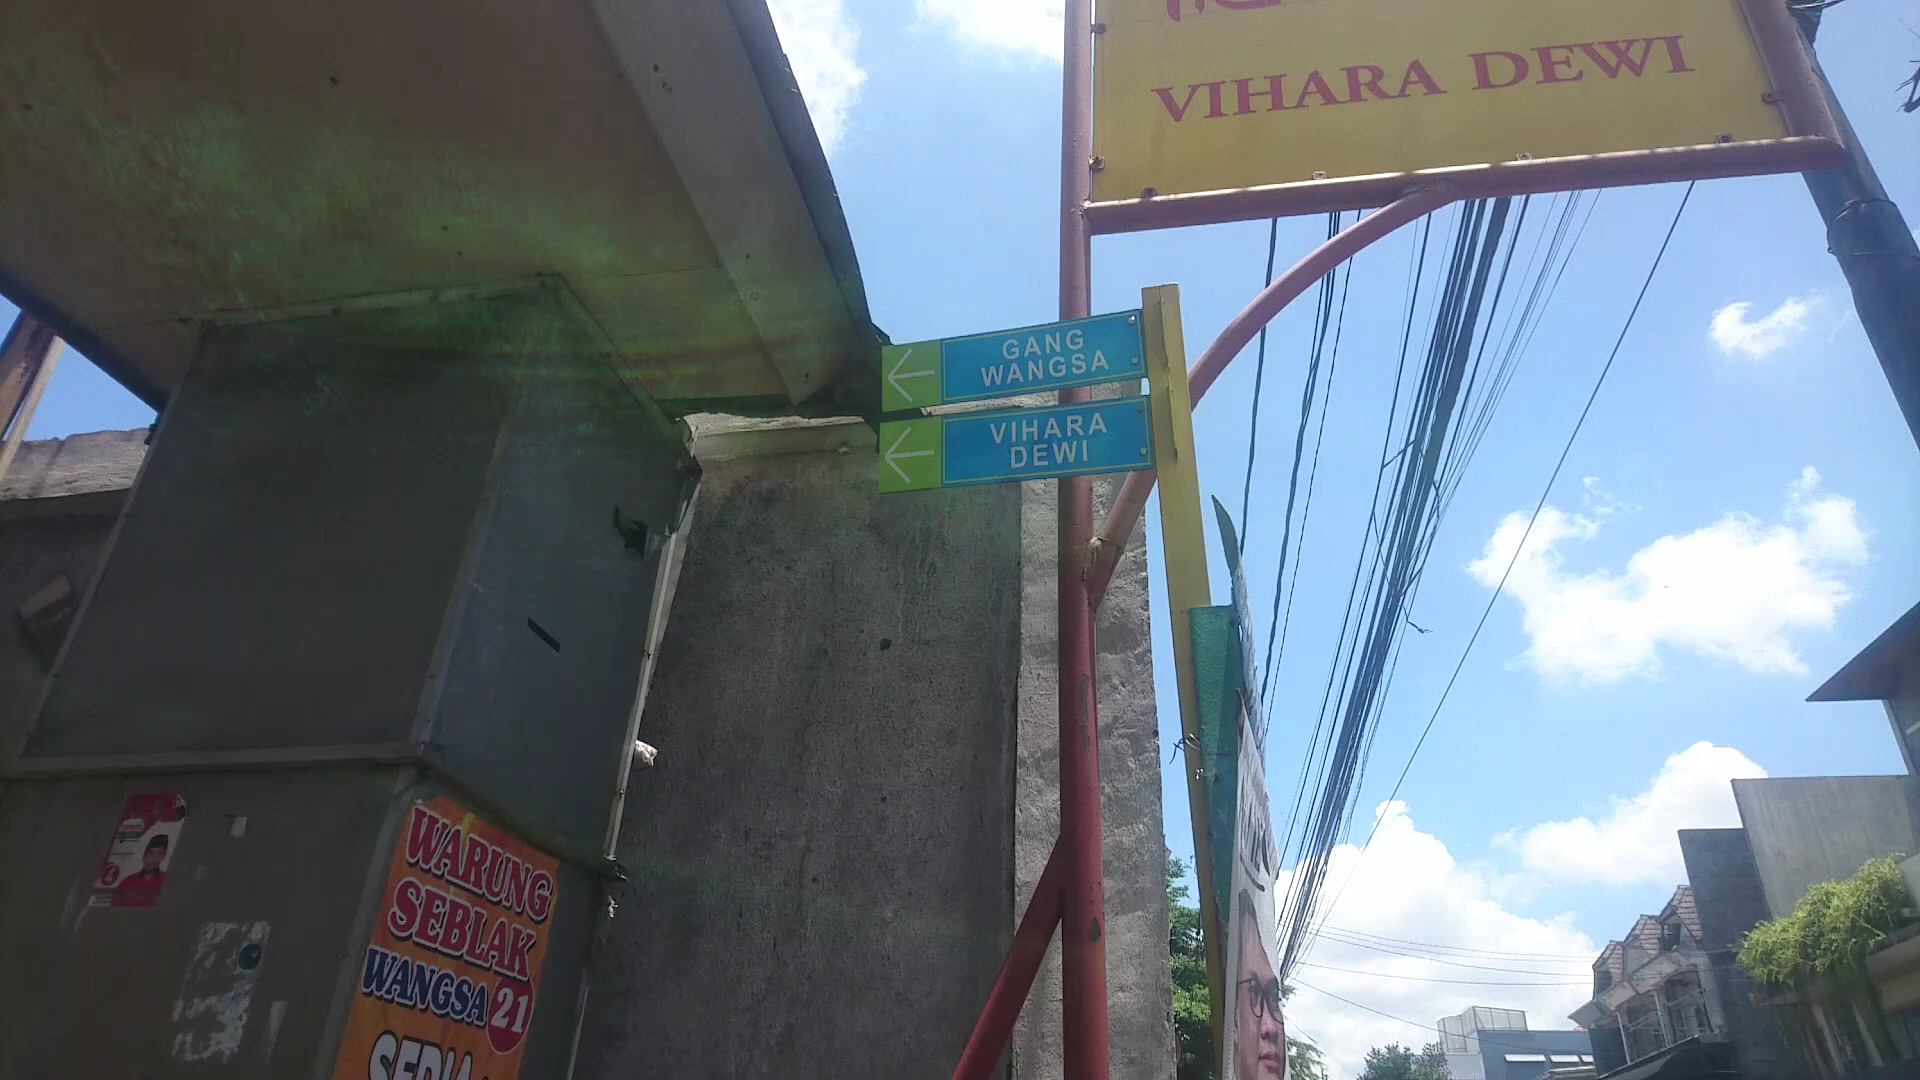 VIHARA DEWI
GANG
WANGSA
VIHARA
DEWI
WARUNG
SEBLAK
WANGSA 21